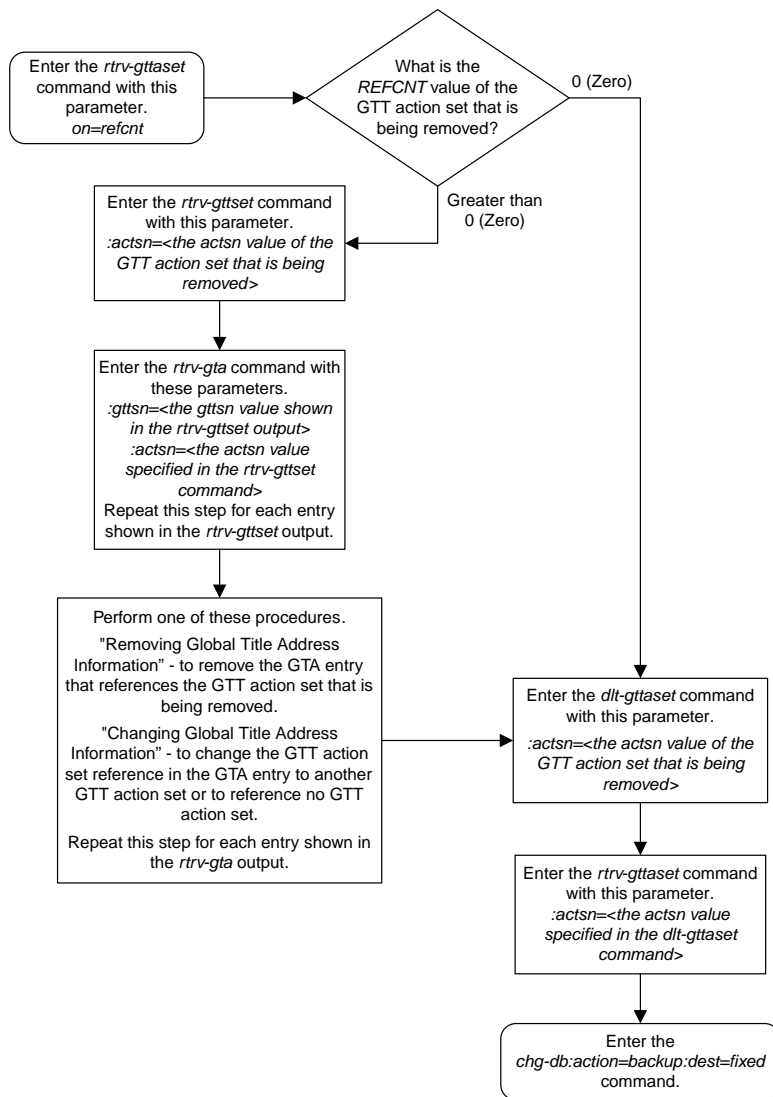 Enter the rtrv-gttaset
command with this
parameter.
on=refcnt
What is the
REFCNT value of the
GTT action set that is
being removed?
0 (Zero)
Greater than
0 (Zero)
Enter the rtrv-gttset command
with this parameter.
:actsn=<the actsn value of the
GTT action set that is being
removed>
Enter the rtrv-gta command with
these parameters.
:gttsn=<the gttsn value shown
in the rtrv-gttset output>
:actsn=<the actsn value
specified in the rtrv-gttset
command>
Repeat this step for each entry
shown in the rtrv-gttset output.
Perform one of these procedures.
"Removing Global Title Address
Information” - to remove the GTA entry
that references the GTT action set that is
being removed.
"Changing Global Title Address
Information” - to change the GTT action
set reference in the GTA entry to another
GTT action set or to reference no GTT
action set.
Repeat this step for each entry shown in
the rtrv-gta output.
Enter the dlt-gttaset command
with this parameter.
:actsn=<the actsn value of the
GTT action set that is being
removed>
Enter the rtrv-gttaset command
with this parameter.
:actsn=<the actsn value
specified in the dlt-gttaset
command>
Enter the
chg-db:action=backup:dest=fixed
command.